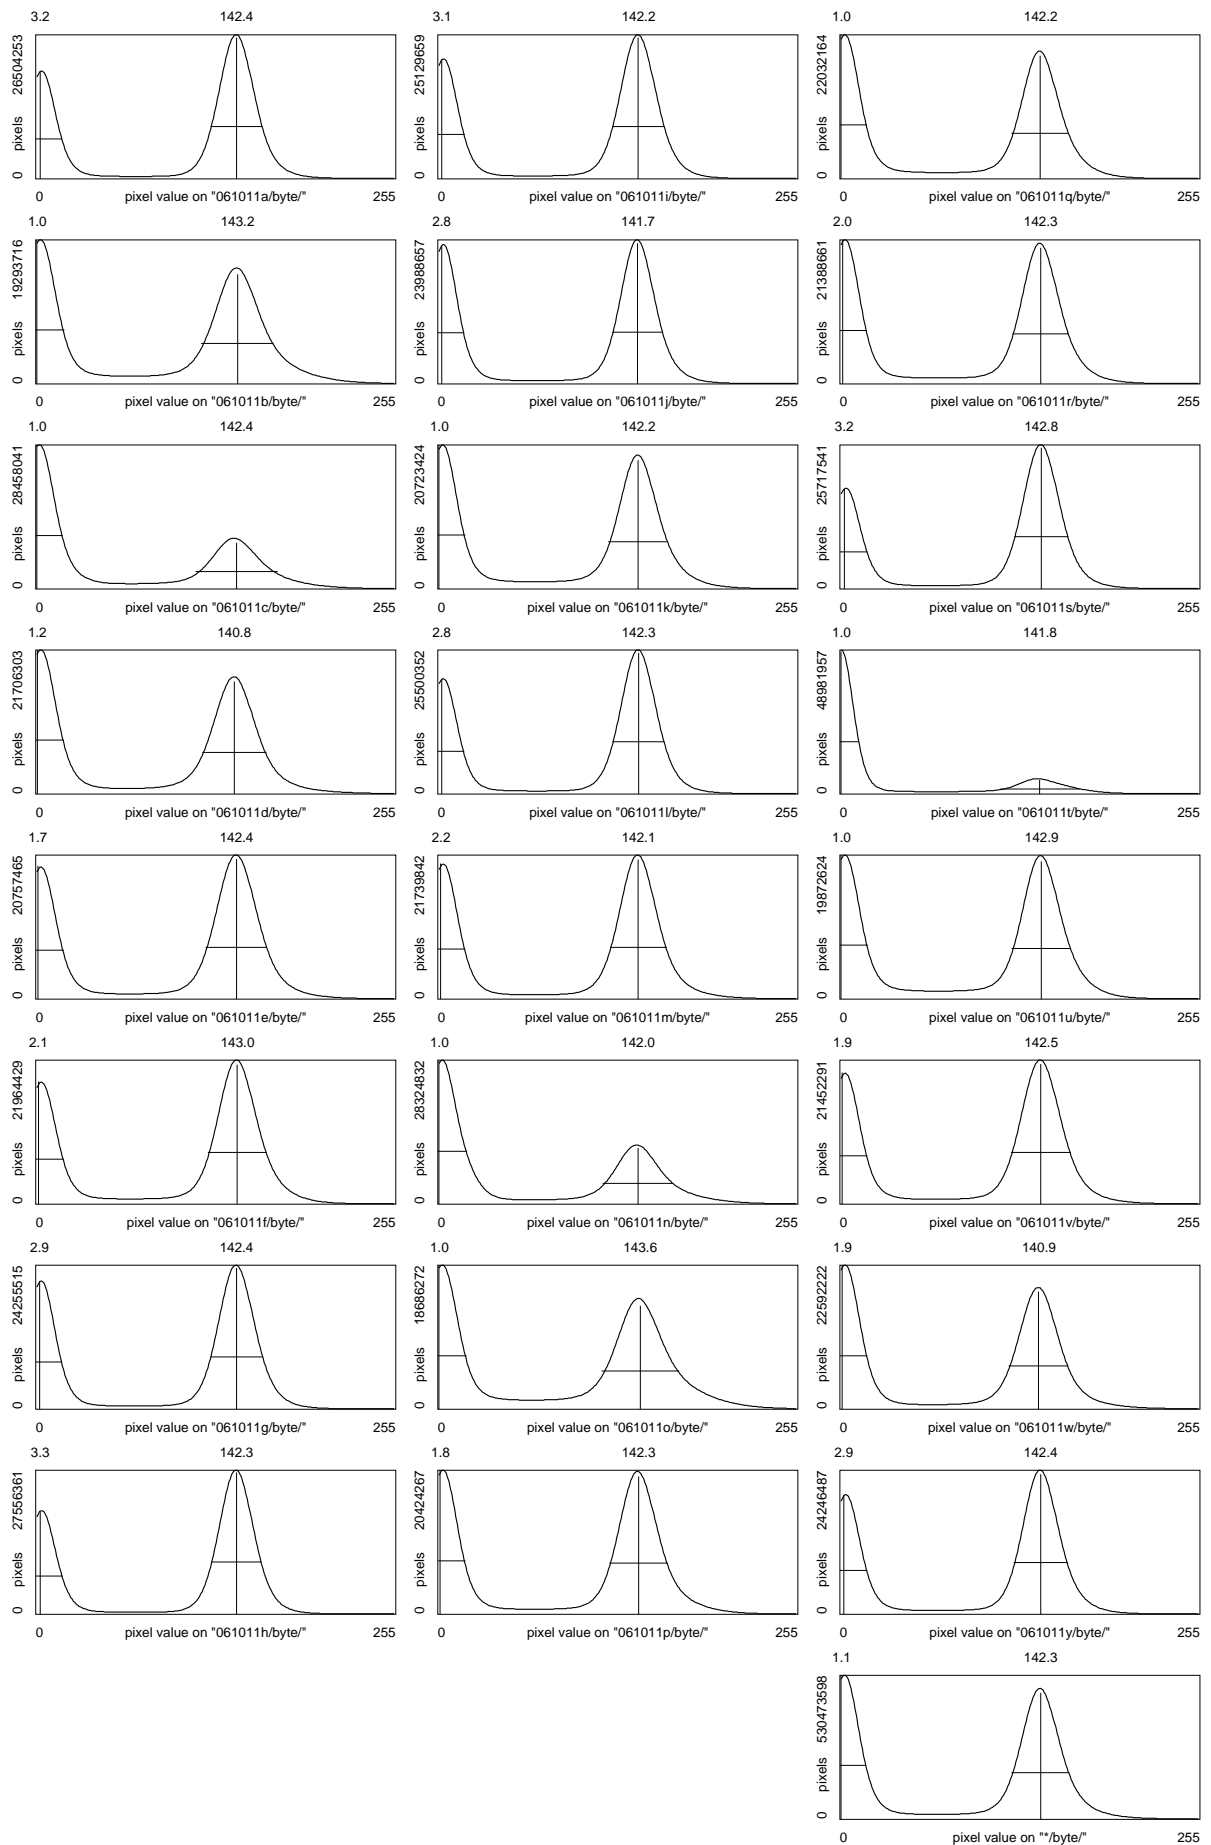 3.2 142.4
26504253
pixels
0
0 pixel value on "061011a/byte/" 255
3.1 142.2
25129659
pixels
0
0 pixel value on "061011i/byte/" 255
1.0 142.2
22032164
pixels
0
0 pixel value on "061011q/byte/" 255
1.0 143.2
19293716
pixels
0
0 pixel value on "061011b/byte/" 255
2.8 141.7
23988657
pixels
0
0 pixel value on "061011j/byte/" 255
2.0 142.3
21388661
pixels
0
0 pixel value on "061011r/byte/" 255
1.0 142.4
28458041
pixels
0
0 pixel value on "061011c/byte/" 255
1.0 142.2
20723424
pixels
0
0 pixel value on "061011k/byte/" 255
3.2 142.8
25717541
pixels
0
0 pixel value on "061011s/byte/" 255
1.2 140.8
21706303
pixels
0
0 pixel value on "061011d/byte/" 255
2.8 142.3
25500352
pixels
0
0 pixel value on "061011l/byte/" 255
1.0 141.8
48981957
pixels
0
0 pixel value on "061011t/byte/" 255
1.7 142.4
20757465
pixels
0
0 pixel value on "061011e/byte/" 255
2.2 142.1
21739842
pixels
0
0 pixel value on "061011m/byte/" 255
1.0 142.9
19872624
pixels
0
0 pixel value on "061011u/byte/" 255
2.1 143.0
21964429
pixels
0
0 pixel value on "061011f/byte/" 255
1.0 142.0
28324832
pixels
0
0 pixel value on "061011n/byte/" 255
1.9 142.5
21452291
pixels
0
0 pixel value on "061011v/byte/" 255
2.9 142.4
24255515
pixels
0
0 pixel value on "061011g/byte/" 255
1.0 143.6
18686272
pixels
0
0 pixel value on "061011o/byte/" 255
1.9 140.9
22592222
pixels
0
0 pixel value on "061011w/byte/" 255
3.3 142.3
27556361
pixels
0
0 pixel value on "061011h/byte/" 255
1.8 142.3
20424267
pixels
0
0 pixel value on "061011p/byte/" 255
2.9 142.4
24246487
pixels
0
0 pixel value on "061011y/byte/" 255
1.1 142.3
530473598
pixels
0
0 pixel value on "*/byte/" 255